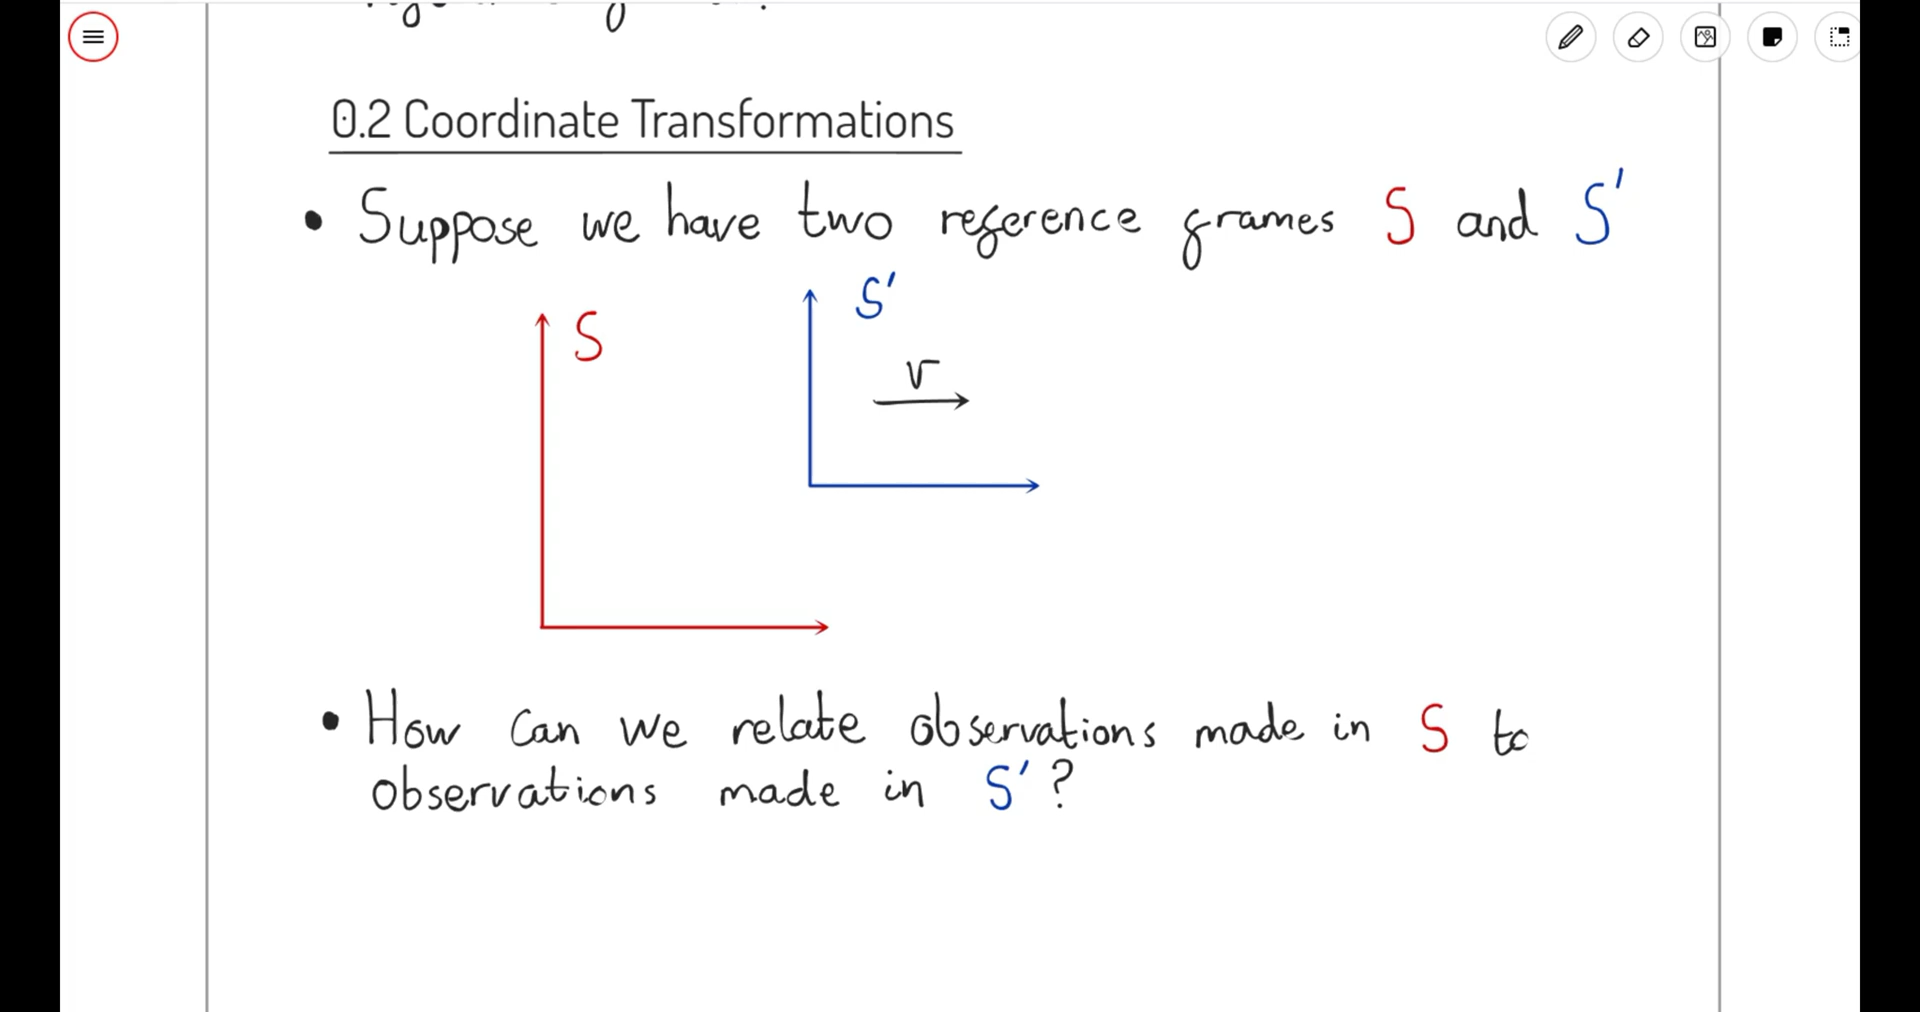 0.2 Coordinate Transformations
• Suppose we have two reference frames S and S'
S'
S
v
• How can we relate observations made in S to
observations made in S'?